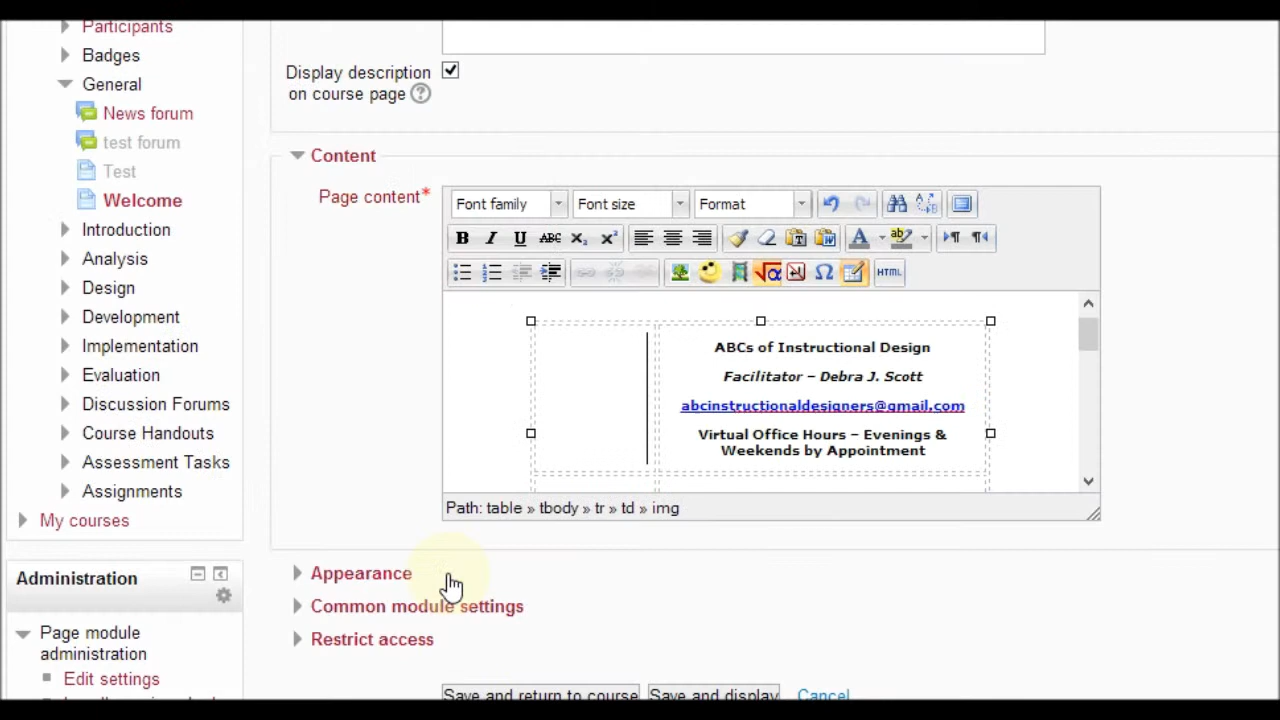 Participants
Badges
General
News forum
test forum
Test
Welcome
Introduction
Analysis
Design
Development
Implementation
Evaluation
Discussion Forums
Course Handouts
Assessment Tasks
Assignments
My courses
Administration
Page module
administration
Edit settings
Display description
on course page
Content
Page content*
Font family Font size Format
B I U ABC X₂ X²
HTML
ABCs of Instructional Design
Facilitator – Debra J. Scott
abcinstructionaldesigners@gmail.com
Virtual Office Hours – Evenings &
Weekends by Appointment
Path: table » tbody » tr » td » img
Appearance
Common module settings
Restrict access
Save and return to course Save and display Cancel